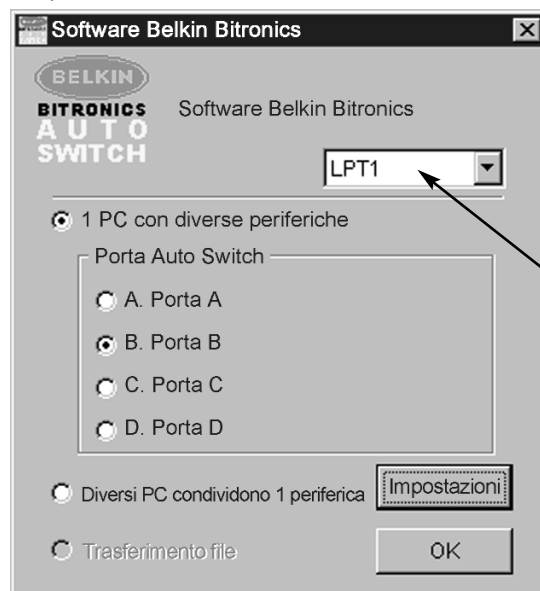 Software Belkin Bitronics
BELKIN
BITRONICS
AUTO
SWITCH
Software Belkin Bitronics
LPT1
1 PC con diverse periferiche
Porta Auto Switch
A. Porta A
B. Porta B
C. Porta C
D. Porta D
Diversi PC condividono 1 periferica
Impostazioni
Trasferimento file
OK